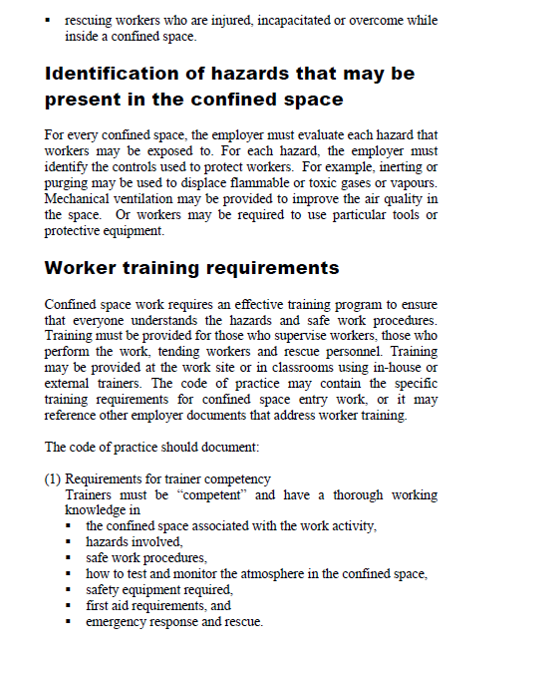 ▪ rescuing workers who are injured, incapacitated or overcome while
inside a confined space.
Identification of hazards that may be
present in the confined space
For every confined space, the employer must evaluate each hazard that
workers may be exposed to. For each hazard, the employer must
identify the controls used to protect workers. For example, inerting or
purging may be used to displace flammable or toxic gases or vapours.
Mechanical ventilation may be provided to improve the air quality in
the space. Or workers may be required to use particular tools or
protective equipment.
Worker training requirements
Confined space work requires an effective training program to ensure
that everyone understands the hazards and safe work procedures.
Training must be provided for those who supervise workers, those who
perform the work, tending workers and rescue personnel. Training
may be provided at the work site or in classrooms using in-house or
external trainers. The code of practice may contain the specific
training requirements for confined space entry work, or it may
reference other employer documents that address worker training.
The code of practice should document:
(1) Requirements for trainer competency
Trainers must be “competent” and have a thorough working
knowledge in
▪ the confined space associated with the work activity,
▪ hazards involved,
▪ safe work procedures,
▪ how to test and monitor the atmosphere in the confined space,
▪ safety equipment required,
▪ first aid requirements, and
▪ emergency response and rescue.